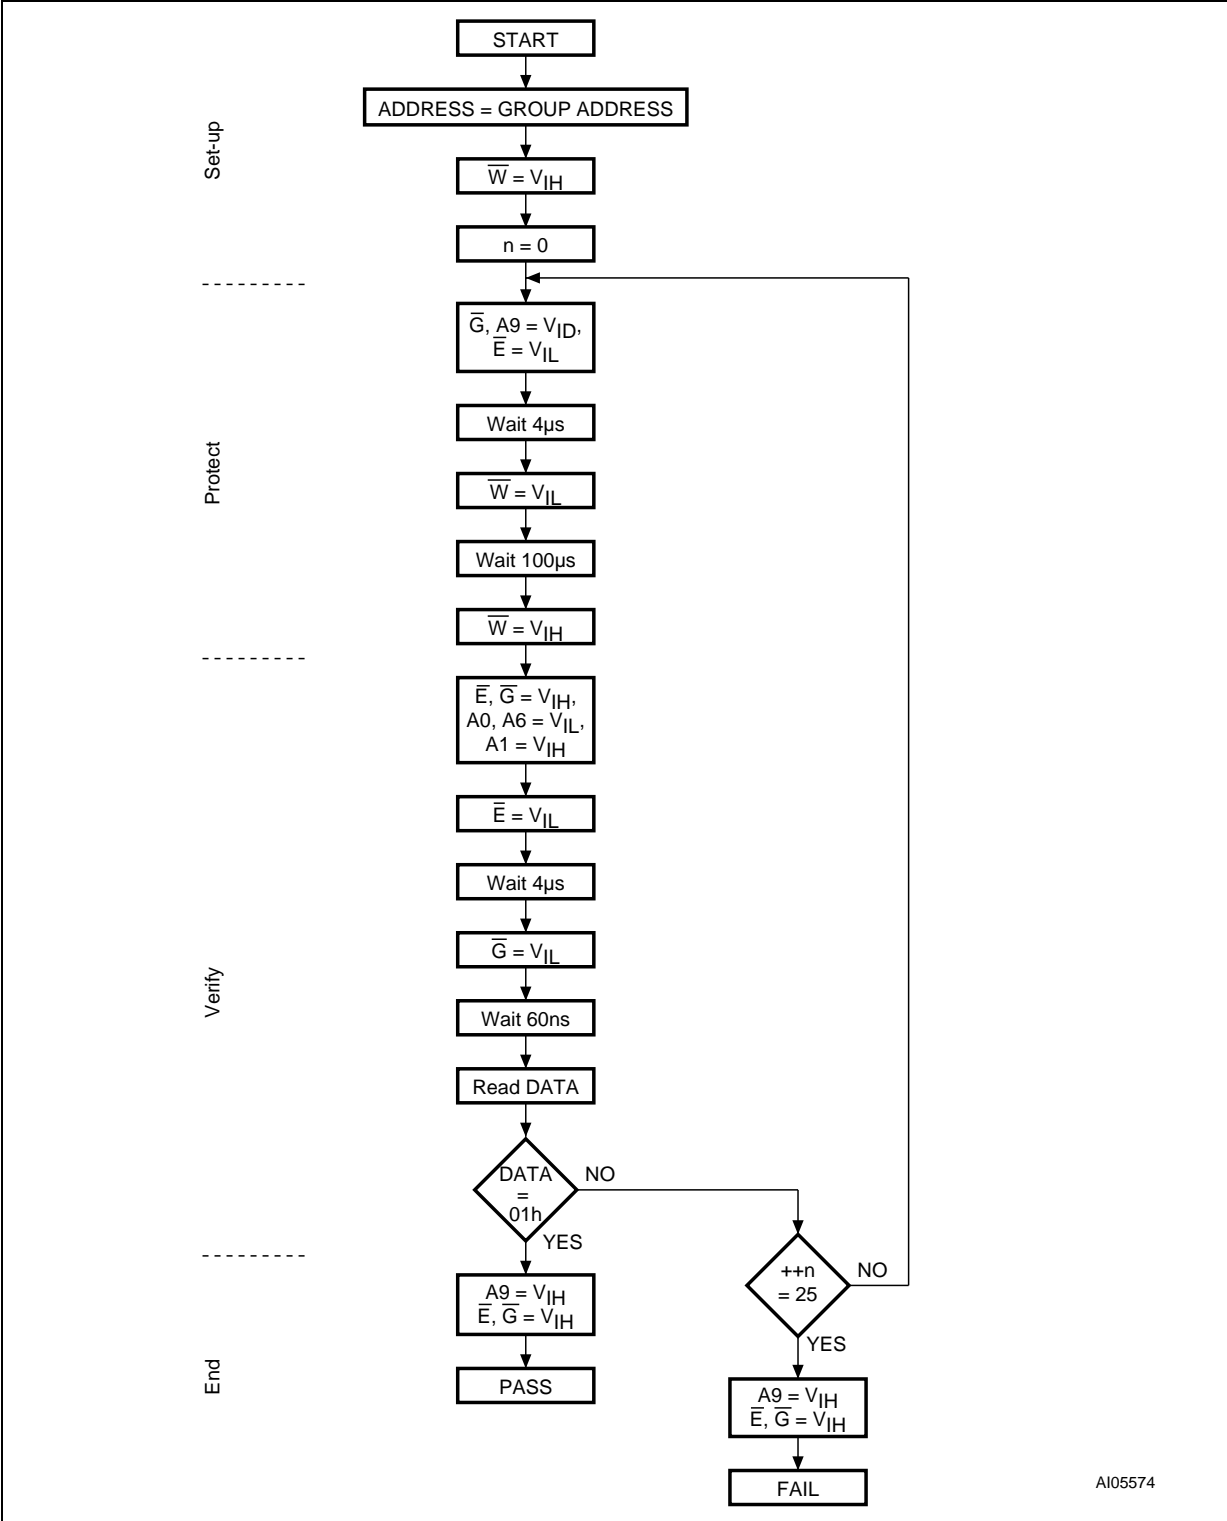 START
ADDRESS = GROUP ADDRESS
Set-up
W̅ = VIH
n = 0
G̅, A9 = VID,
E̅ = VIL
Wait 4µs
Protect
W̅ = VIL
Wait 100µs
W̅ = VIH
E̅, G̅ = VIH,
A0, A6 = VIL,
A1 = VIH
E̅ = VIL
Wait 4µs
G̅ = VIL
Verify
Wait 60ns
Read DATA
DATA
=
01h
NO
YES
++n
= 25
NO
YES
A9 = VIH
E̅, G̅ = VIH
End
PASS
A9 = VIH
E̅, G̅ = VIH
FAIL
AI05574